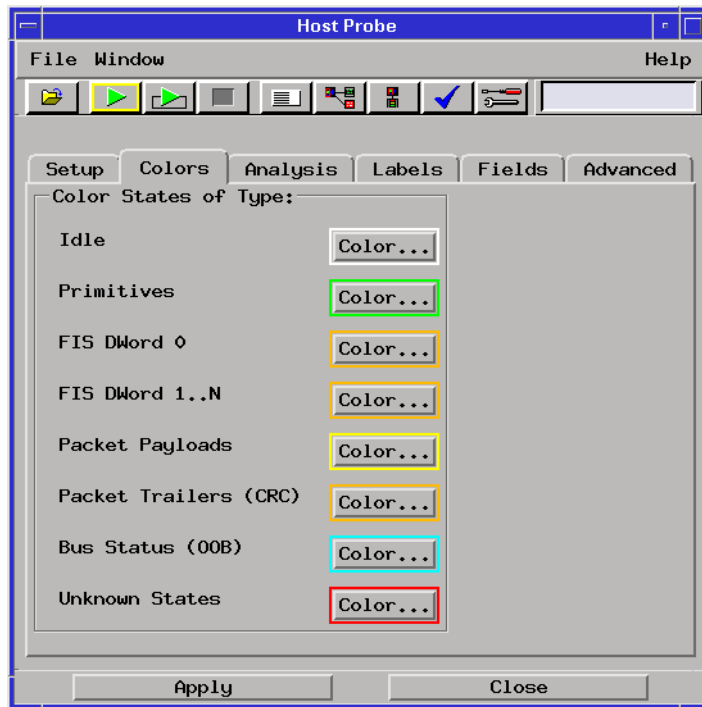 Host Probe
File Window Help
Setup Colors Analysis Labels Fields Advanced
Color States of Type:
Idle Color...
Primitives Color...
FIS DWord 0 Color...
FIS DWord 1..N Color...
Packet Payloads Color...
Packet Trailers (CRC) Color...
Bus Status (OOB) Color...
Unknown States Color...
Apply Close